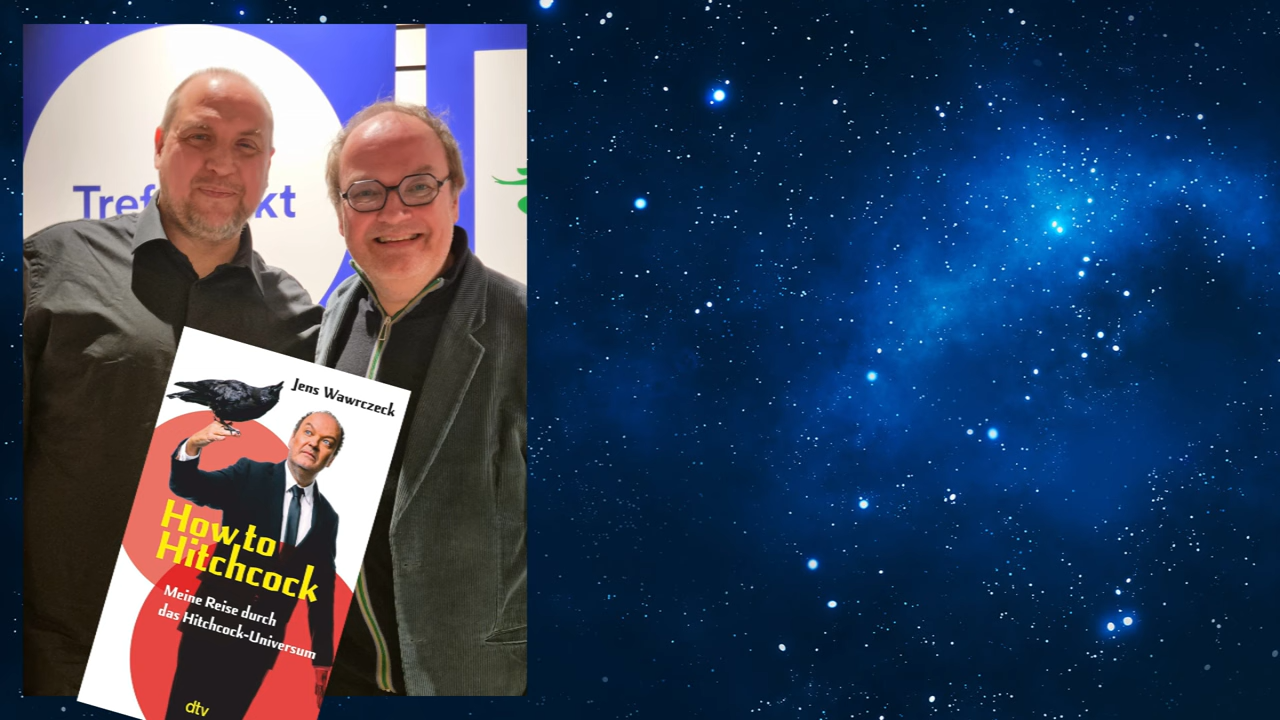 Jens Wawrczeck
How to
Hitchcock
Meine Reise durch
das Hitchcock-Universum
dtv